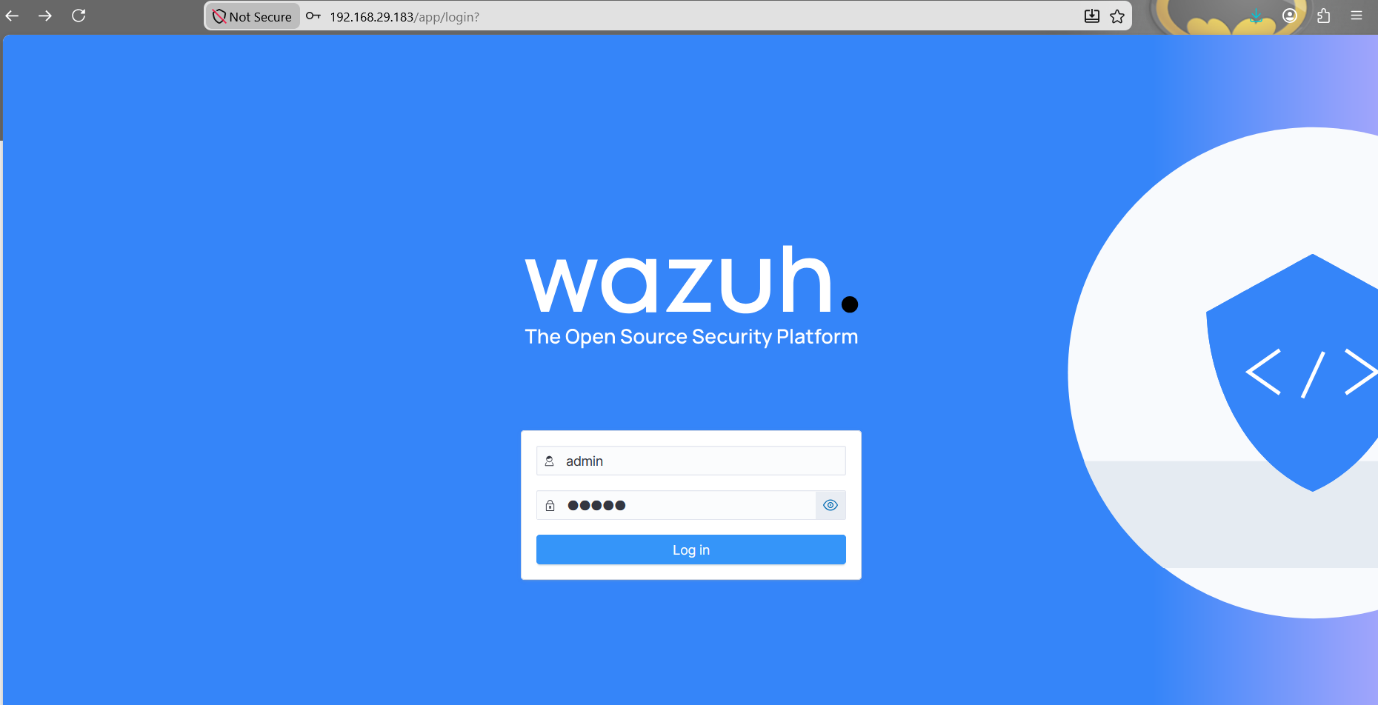 Not Secure 192.168.29.183/app/login?
wazuh.
The Open Source Security Platform
</>
admin
●●●●●
Log in